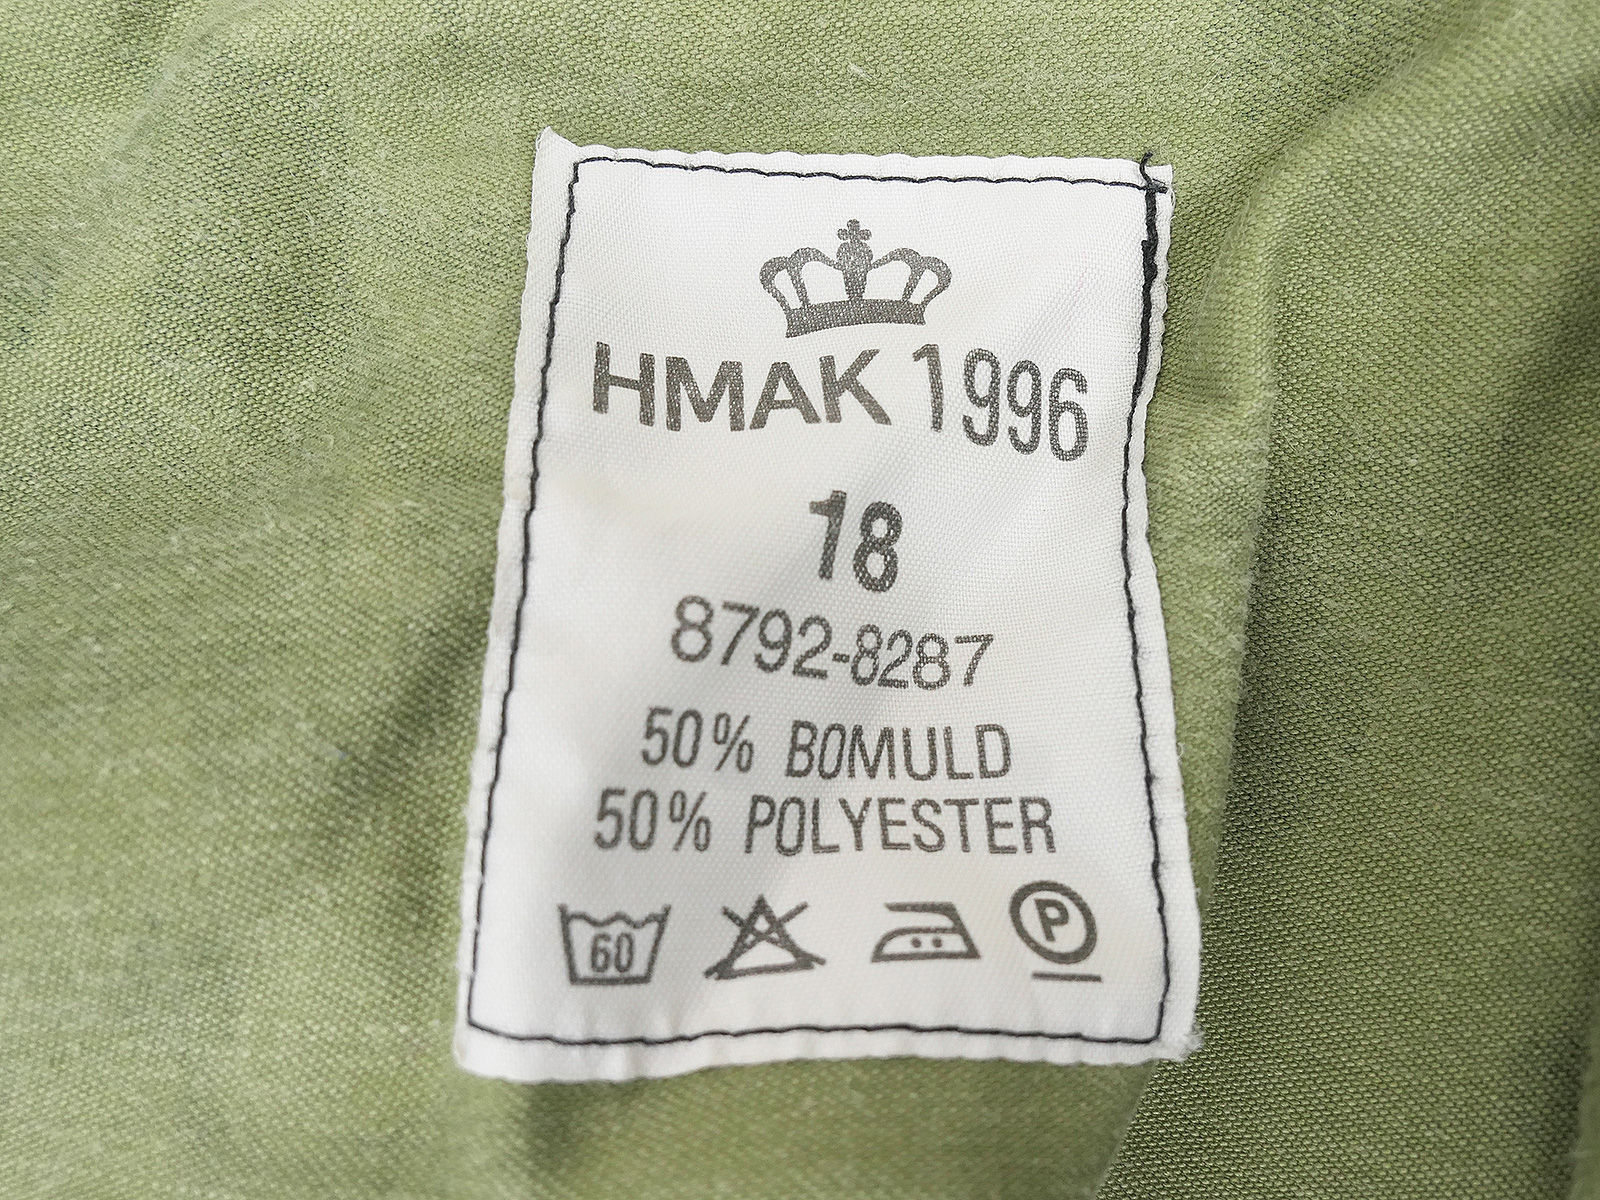 HMAK 1996
18
8792-8287
50% BOMULD
50% POLYESTER
60 P